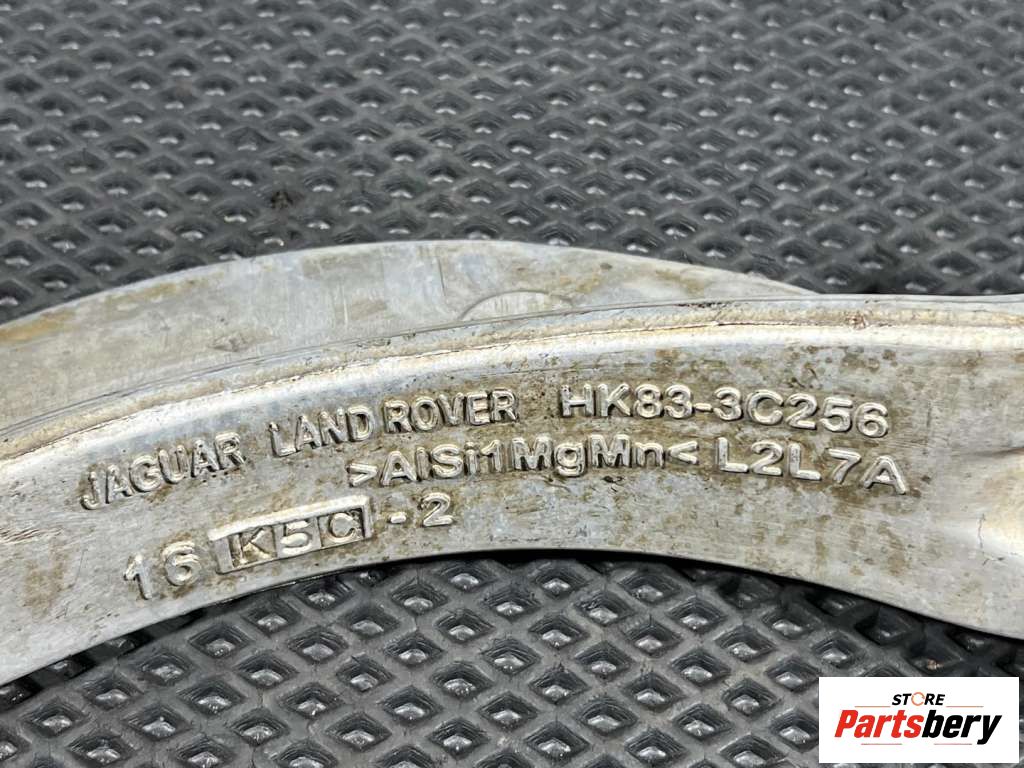 JAGUAR LAND ROVER HK83-3C256
>AlSi1MgMn< L2L7A
16 K5C -2
STORE
Partsbery